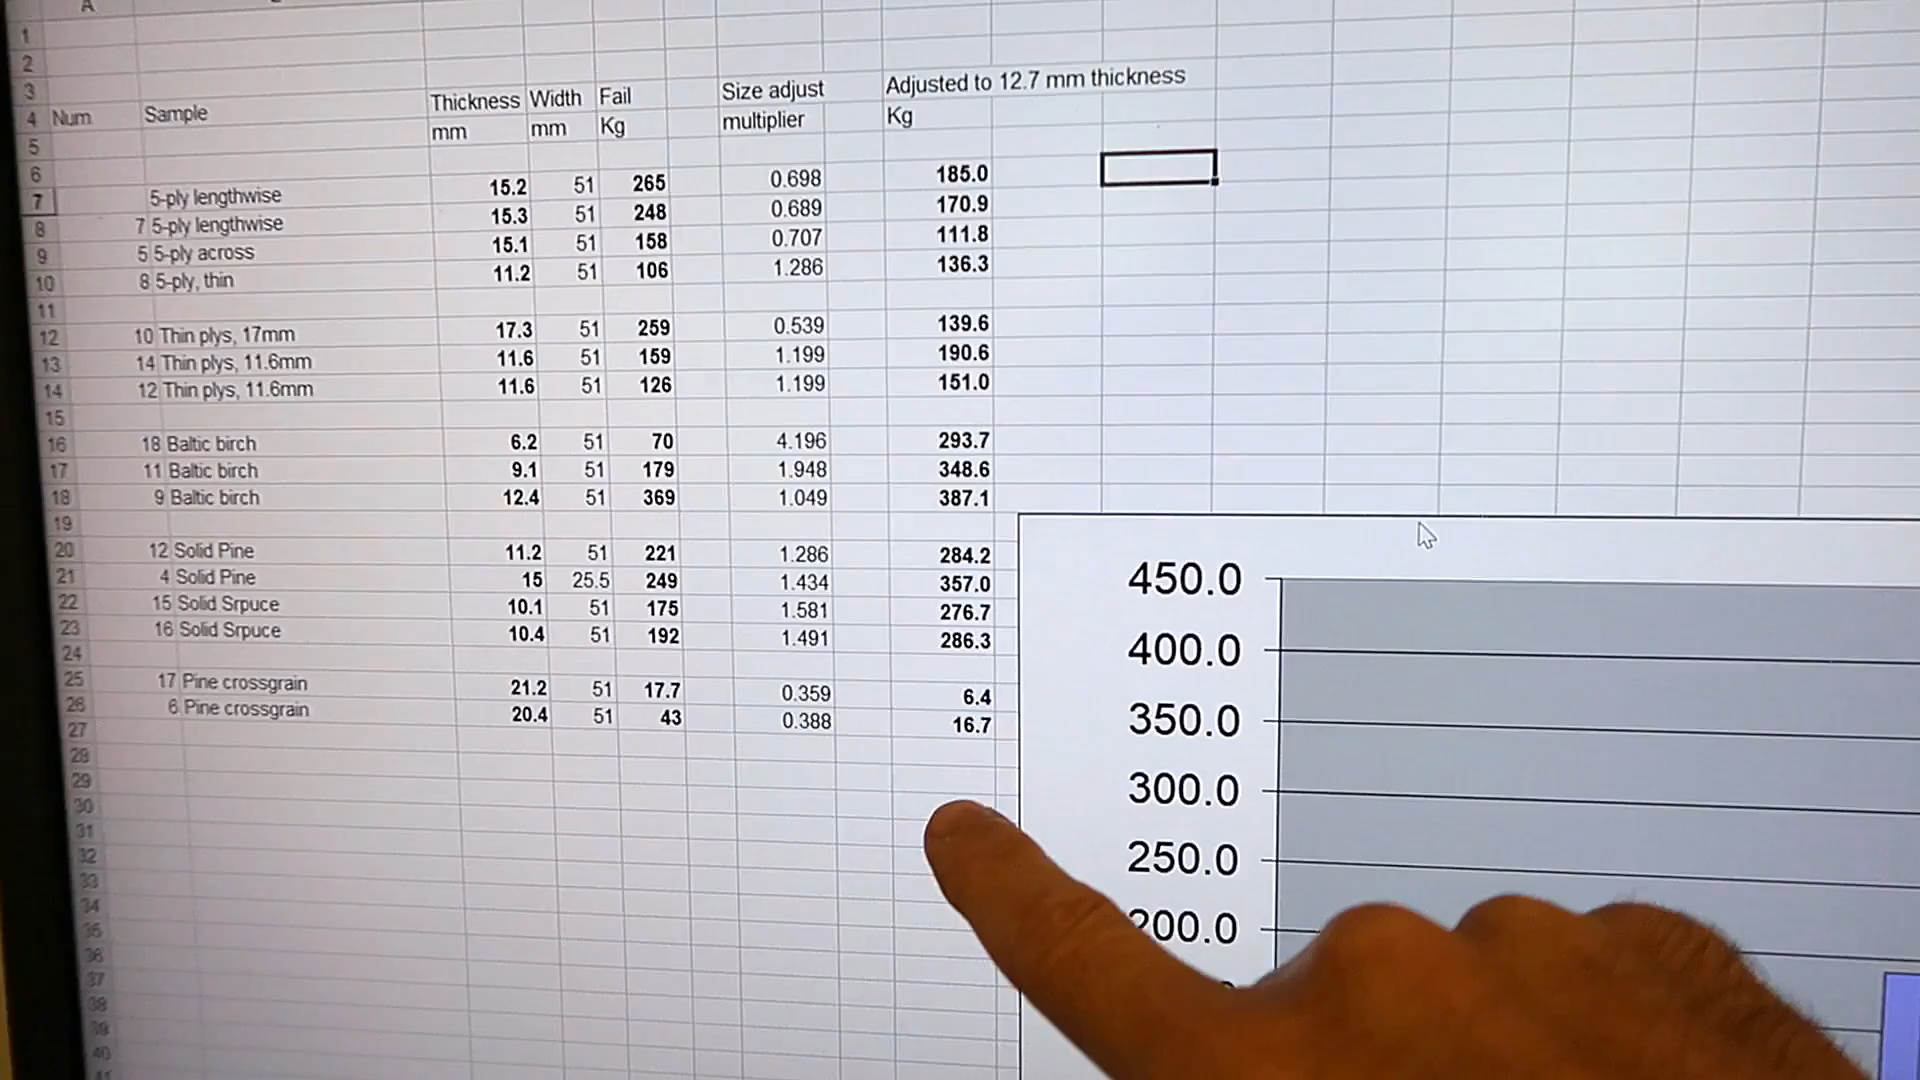 A
1
2
3 Thickness Width Fail Size adjust Adjusted to 12.7 mm thickness
4 Num Sample mm mm Kg multiplier Kg
5
6
7 5-ply lengthwise 15.2 51 265 0.698 185.0
8 7 5-ply lengthwise 15.3 51 248 0.689 170.9
9 5 5-ply across 15.1 51 158 0.707 111.8
10 8 5-ply, thin 11.2 51 106 1.286 136.3
11
12 10 Thin plys, 17mm 17.3 51 259 0.539 139.6
13 14 Thin plys, 11.6mm 11.6 51 159 1.199 190.6
14 12 Thin plys, 11.6mm 11.6 51 126 1.199 151.0
15
16 18 Baltic birch 6.2 51 70 4.196 293.7
17 11 Baltic birch 9.1 51 179 1.948 348.6
18 9 Baltic birch 12.4 51 369 1.049 387.1
19
20 12 Solid Pine 11.2 51 221 1.286 284.2
21 4 Solid Pine 15 25.5 249 1.434 357.0
22 15 Solid Srpuce 10.1 51 175 1.581 276.7
23 16 Solid Srpuce 10.4 51 192 1.491 286.3
24
25 17 Pine crossgrain 21.2 51 17.7 0.359 6.4
26 6 Pine crossgrain 20.4 51 43 0.388 16.7
27
28
29
30
31
32
33
34
35
36
37
38
39
40
41
450.0
400.0
350.0
300.0
250.0
200.0